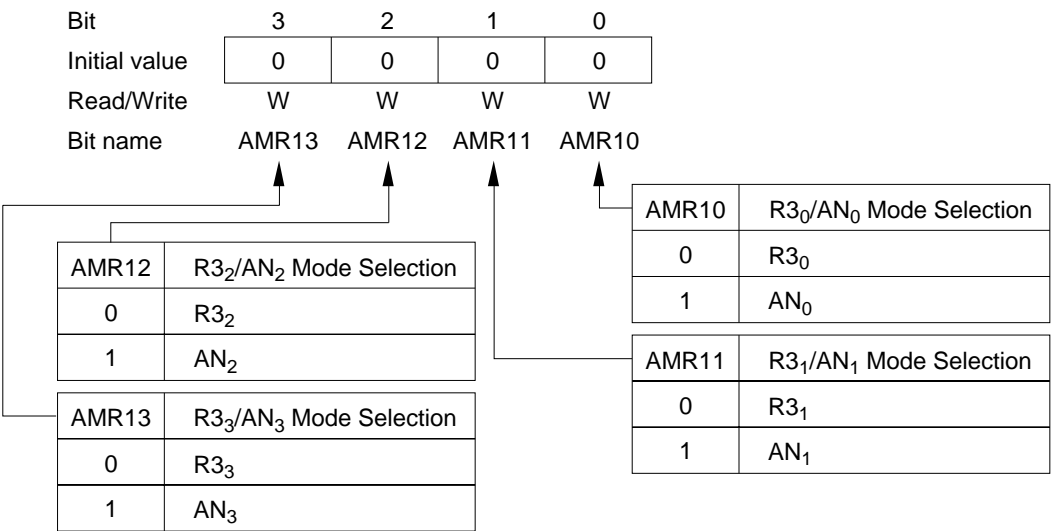 Bit 3 2 1 0
Initial value 0 0 0 0
Read/Write W W W W
Bit name AMR13 AMR12 AMR11 AMR10
AMR12 R3₂/AN₂ Mode Selection
0 R3₂
1 AN₂
AMR13 R3₃/AN₃ Mode Selection
0 R3₃
1 AN₃
AMR10 R3₀/AN₀ Mode Selection
0 R3₀
1 AN₀
AMR11 R3₁/AN₁ Mode Selection
0 R3₁
1 AN₁